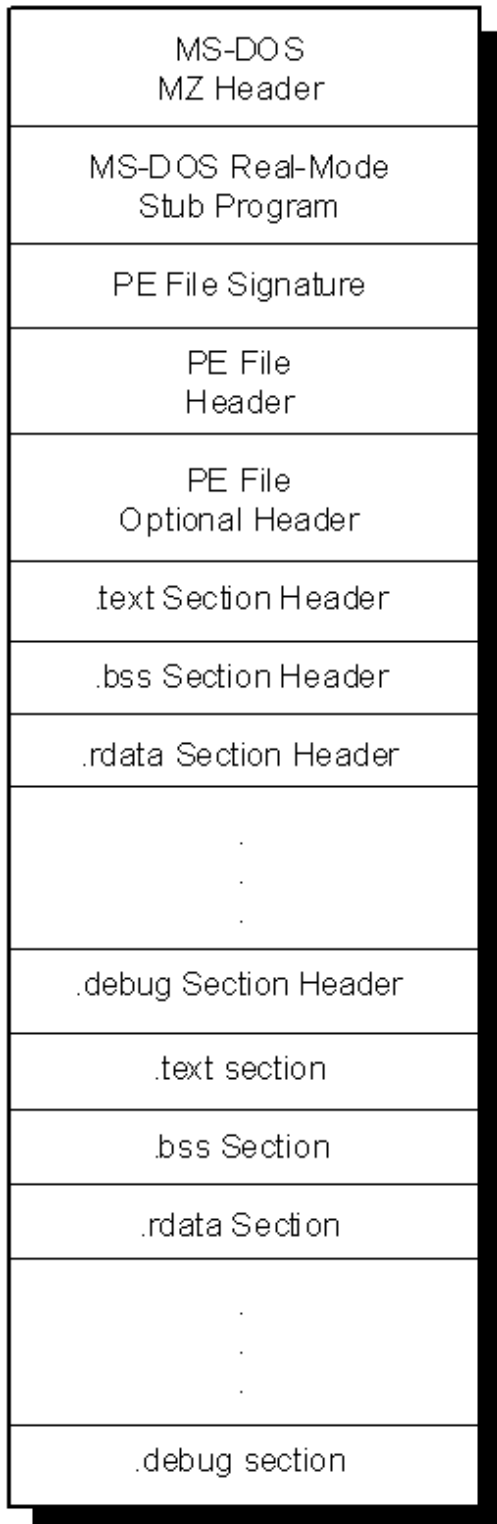 MS-DOS
MZ Header
MS-DOS Real-Mode
Stub Program
PE File Signature
PE File
Header
PE File
Optional Header
.text Section Header
.bss Section Header
.rdata Section Header
.
.
.
.debug Section Header
.text section
.bss Section
.rdata Section
.
.
.
.debug section